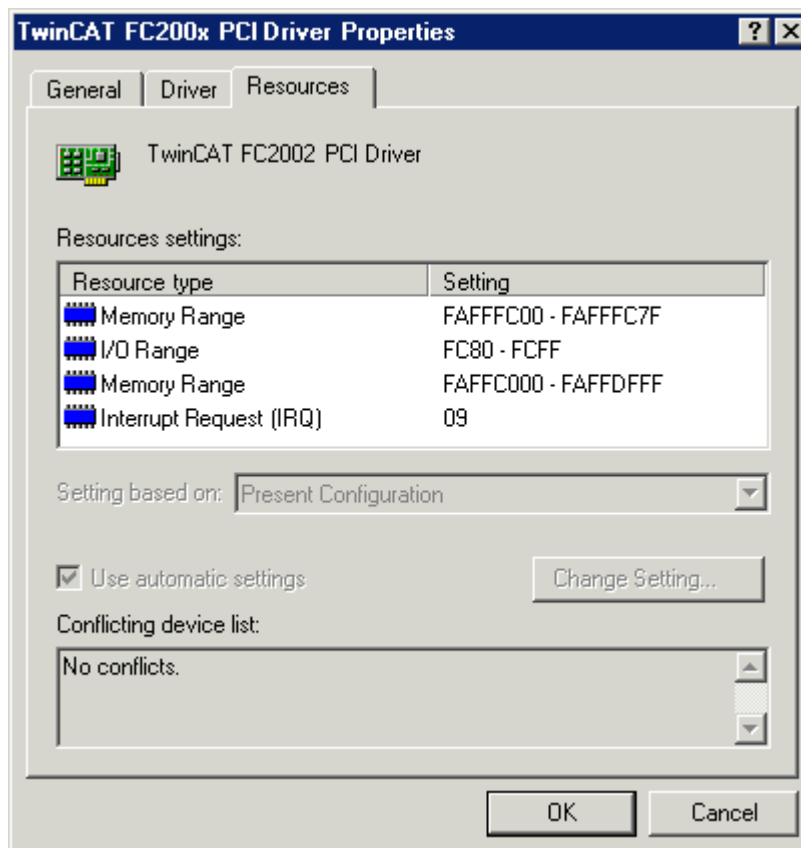 TwinCAT FC200x PCI Driver Properties
General Driver Resources
TwinCAT FC2002 PCI Driver
Resources settings:
Resource type Setting
Memory Range FAFFFC00 - FAFFFC7F
I/O Range FC80 - FCFF
Memory Range FAFFC000 - FAFFDFFF
Interrupt Request (IRQ) 09
Setting based on: Present Configuration
Use automatic settings Change Setting...
Conflicting device list:
No conflicts.
OK Cancel